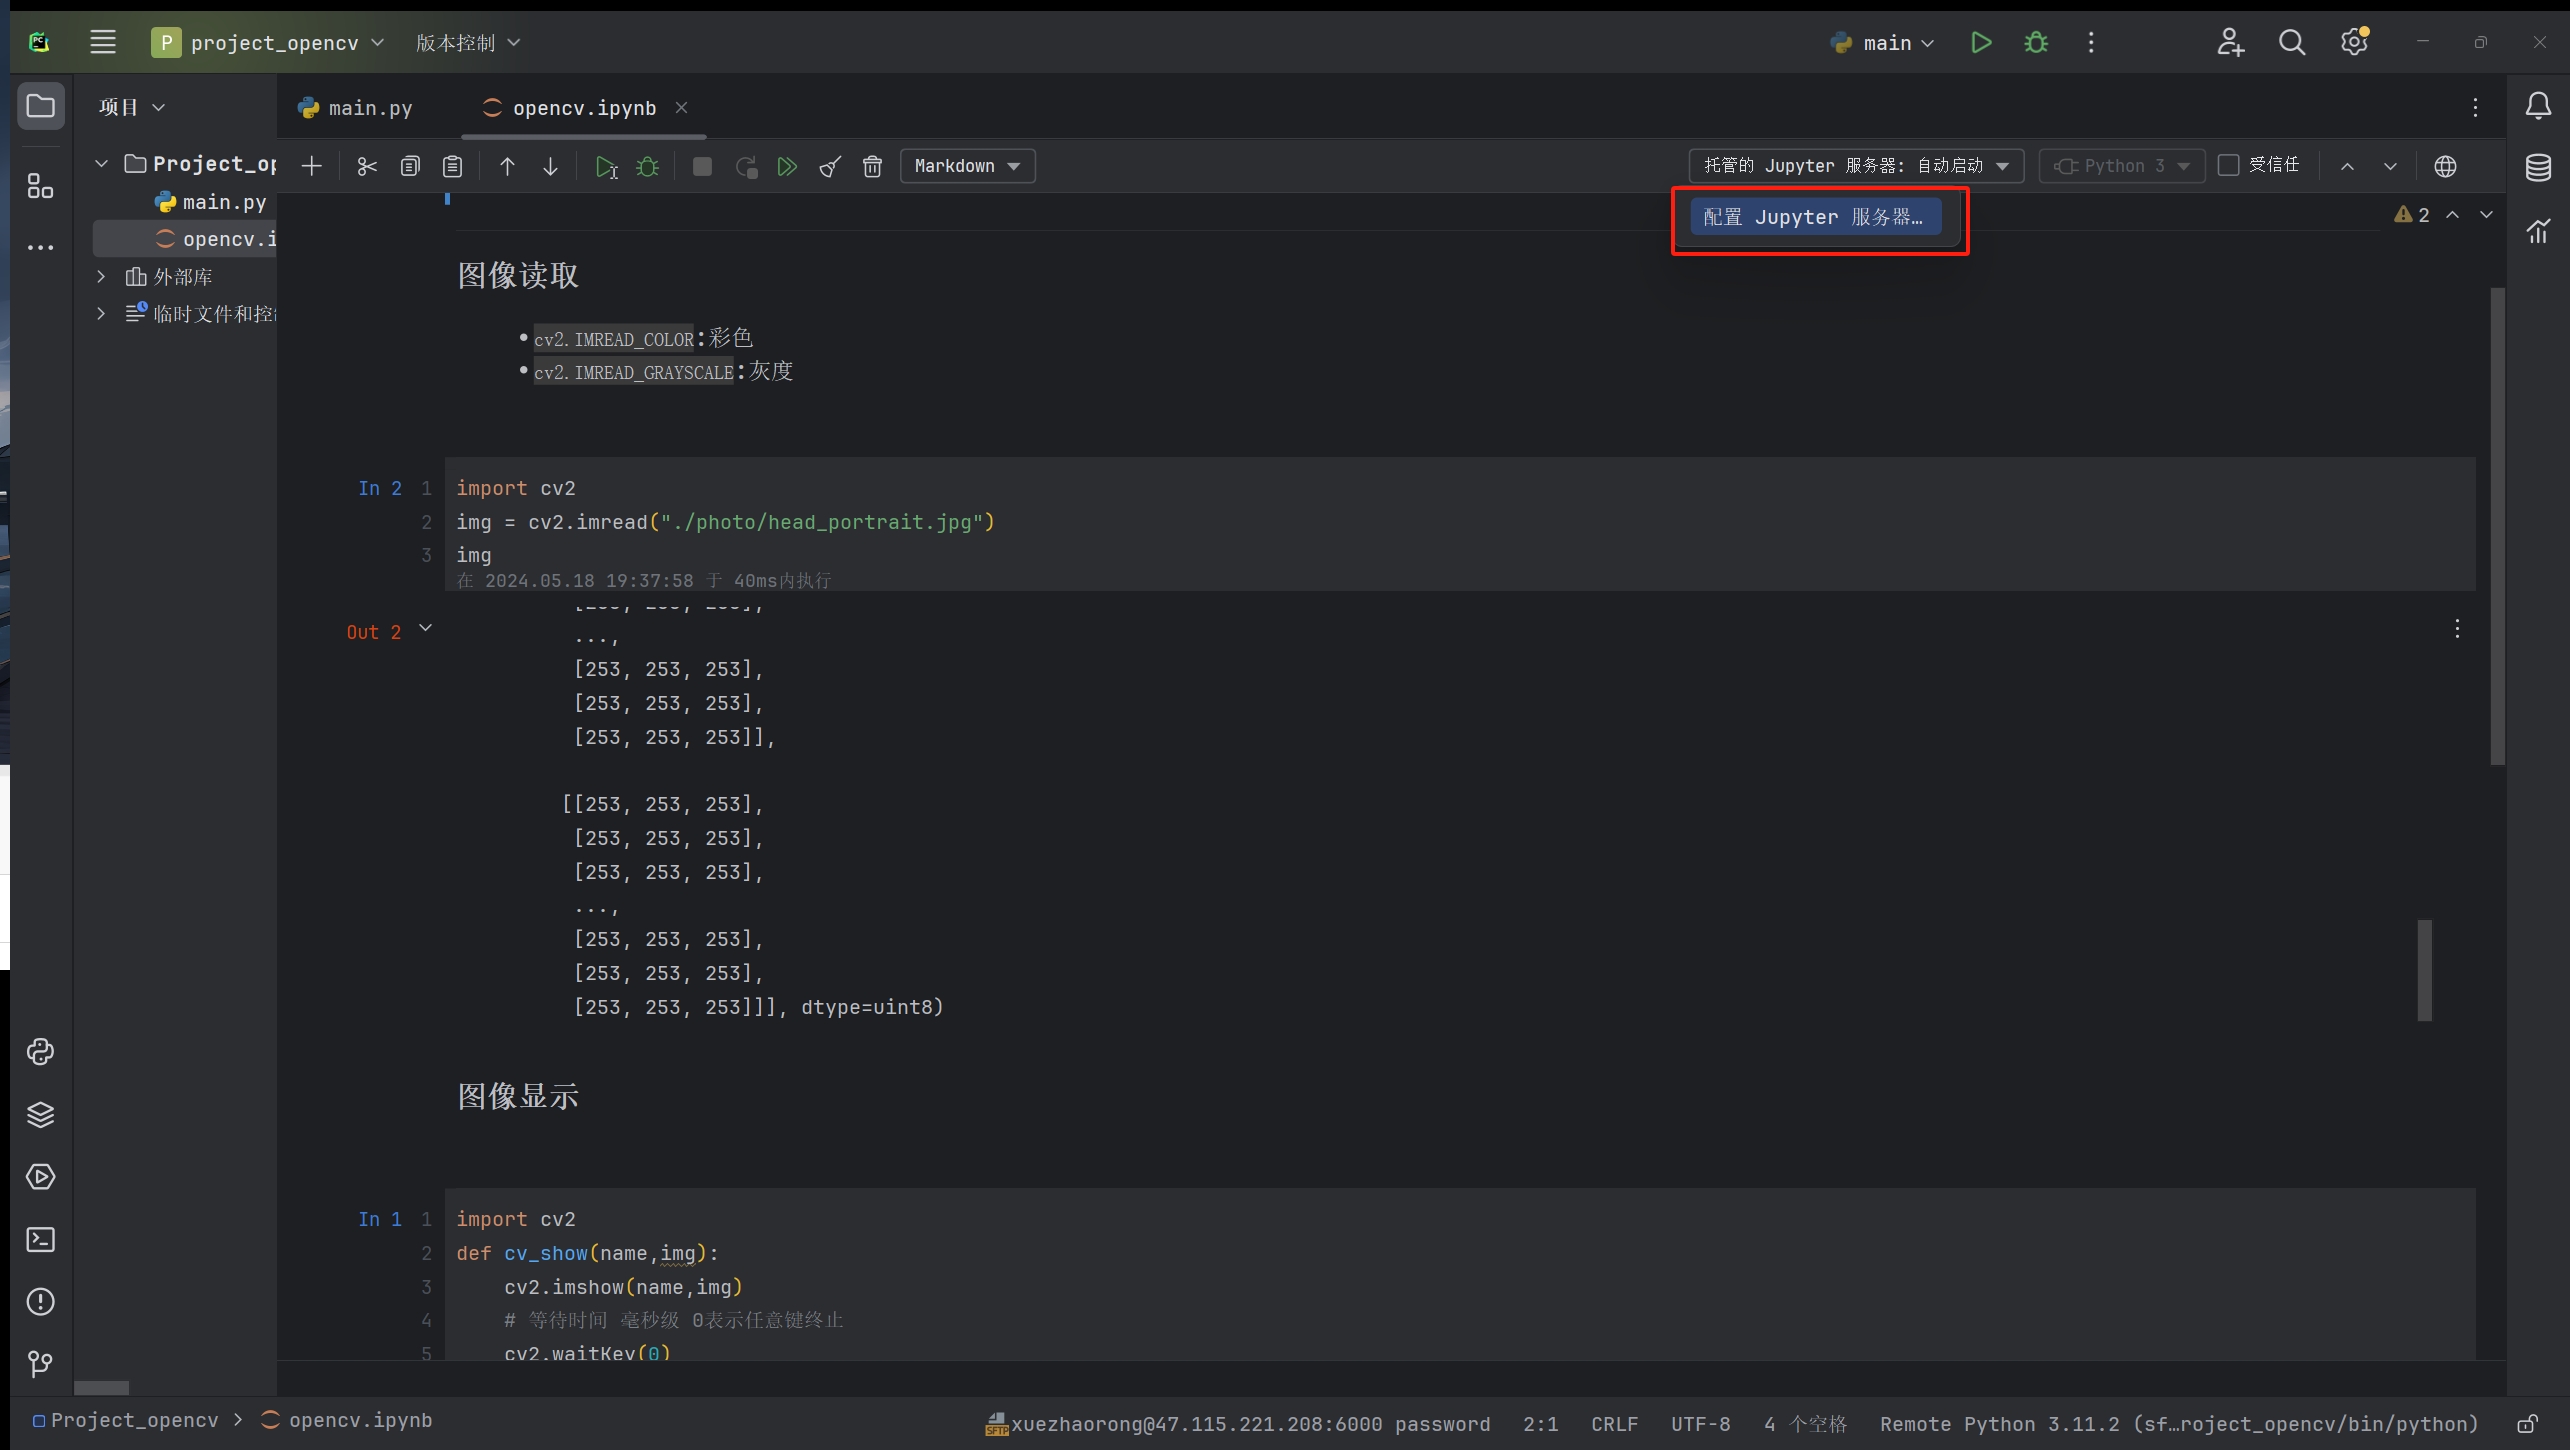 P project_opencv 版本控制 main
项目 main.py opencv.ipynb
Project_op Markdown 托管的 Jupyter 服务器: 自动启动 Python 3 受信任
main.py 配置 Jupyter 服务器… 2
opencv.i
外部库
临时文件和控
图像读取
cv2.IMREAD_COLOR:彩色
cv2.IMREAD_GRAYSCALE:灰度
In 2 1 import cv2
2 img = cv2.imread("./photo/head_portrait.jpg")
3 img
在 2024.05.18 19:37:58 于 40ms内执行
Out 2
...,
[253, 253, 253],
[253, 253, 253],
[253, 253, 253]],
[[253, 253, 253],
[253, 253, 253],
[253, 253, 253],
...,
[253, 253, 253],
[253, 253, 253],
[253, 253, 253]]], dtype=uint8)
图像显示
In 1 1 import cv2
2 def cv_show(name,img):
3 cv2.imshow(name,img)
4 # 等待时间 毫秒级 0表示任意键终止
5 cv2.waitKey(0)
Project_opencv opencv.ipynb SFTP xuezhaorong@47.115.221.208:6000 password 2:1 CRLF UTF-8 4 个空格 Remote Python 3.11.2 (sf…roject_opencv/bin/python)